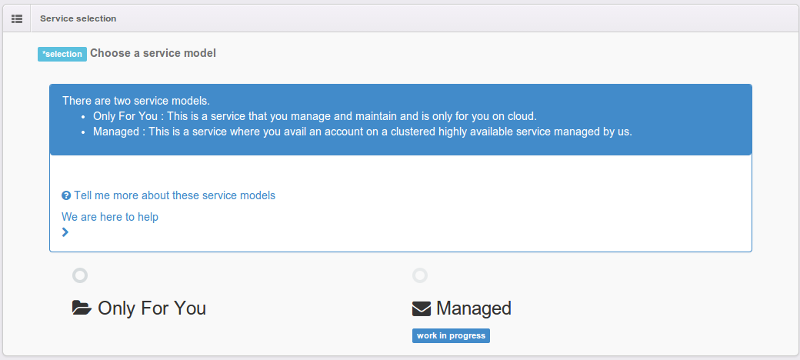 Service selection
*selection Choose a service model
There are two service models.
Only For You : This is a service that you manage and maintain and is only for you on cloud.
Managed : This is a service where you avail an account on a clustered highly available service managed by us.
Tell me more about these service models
We are here to help
Only For You
Managed
work in progress